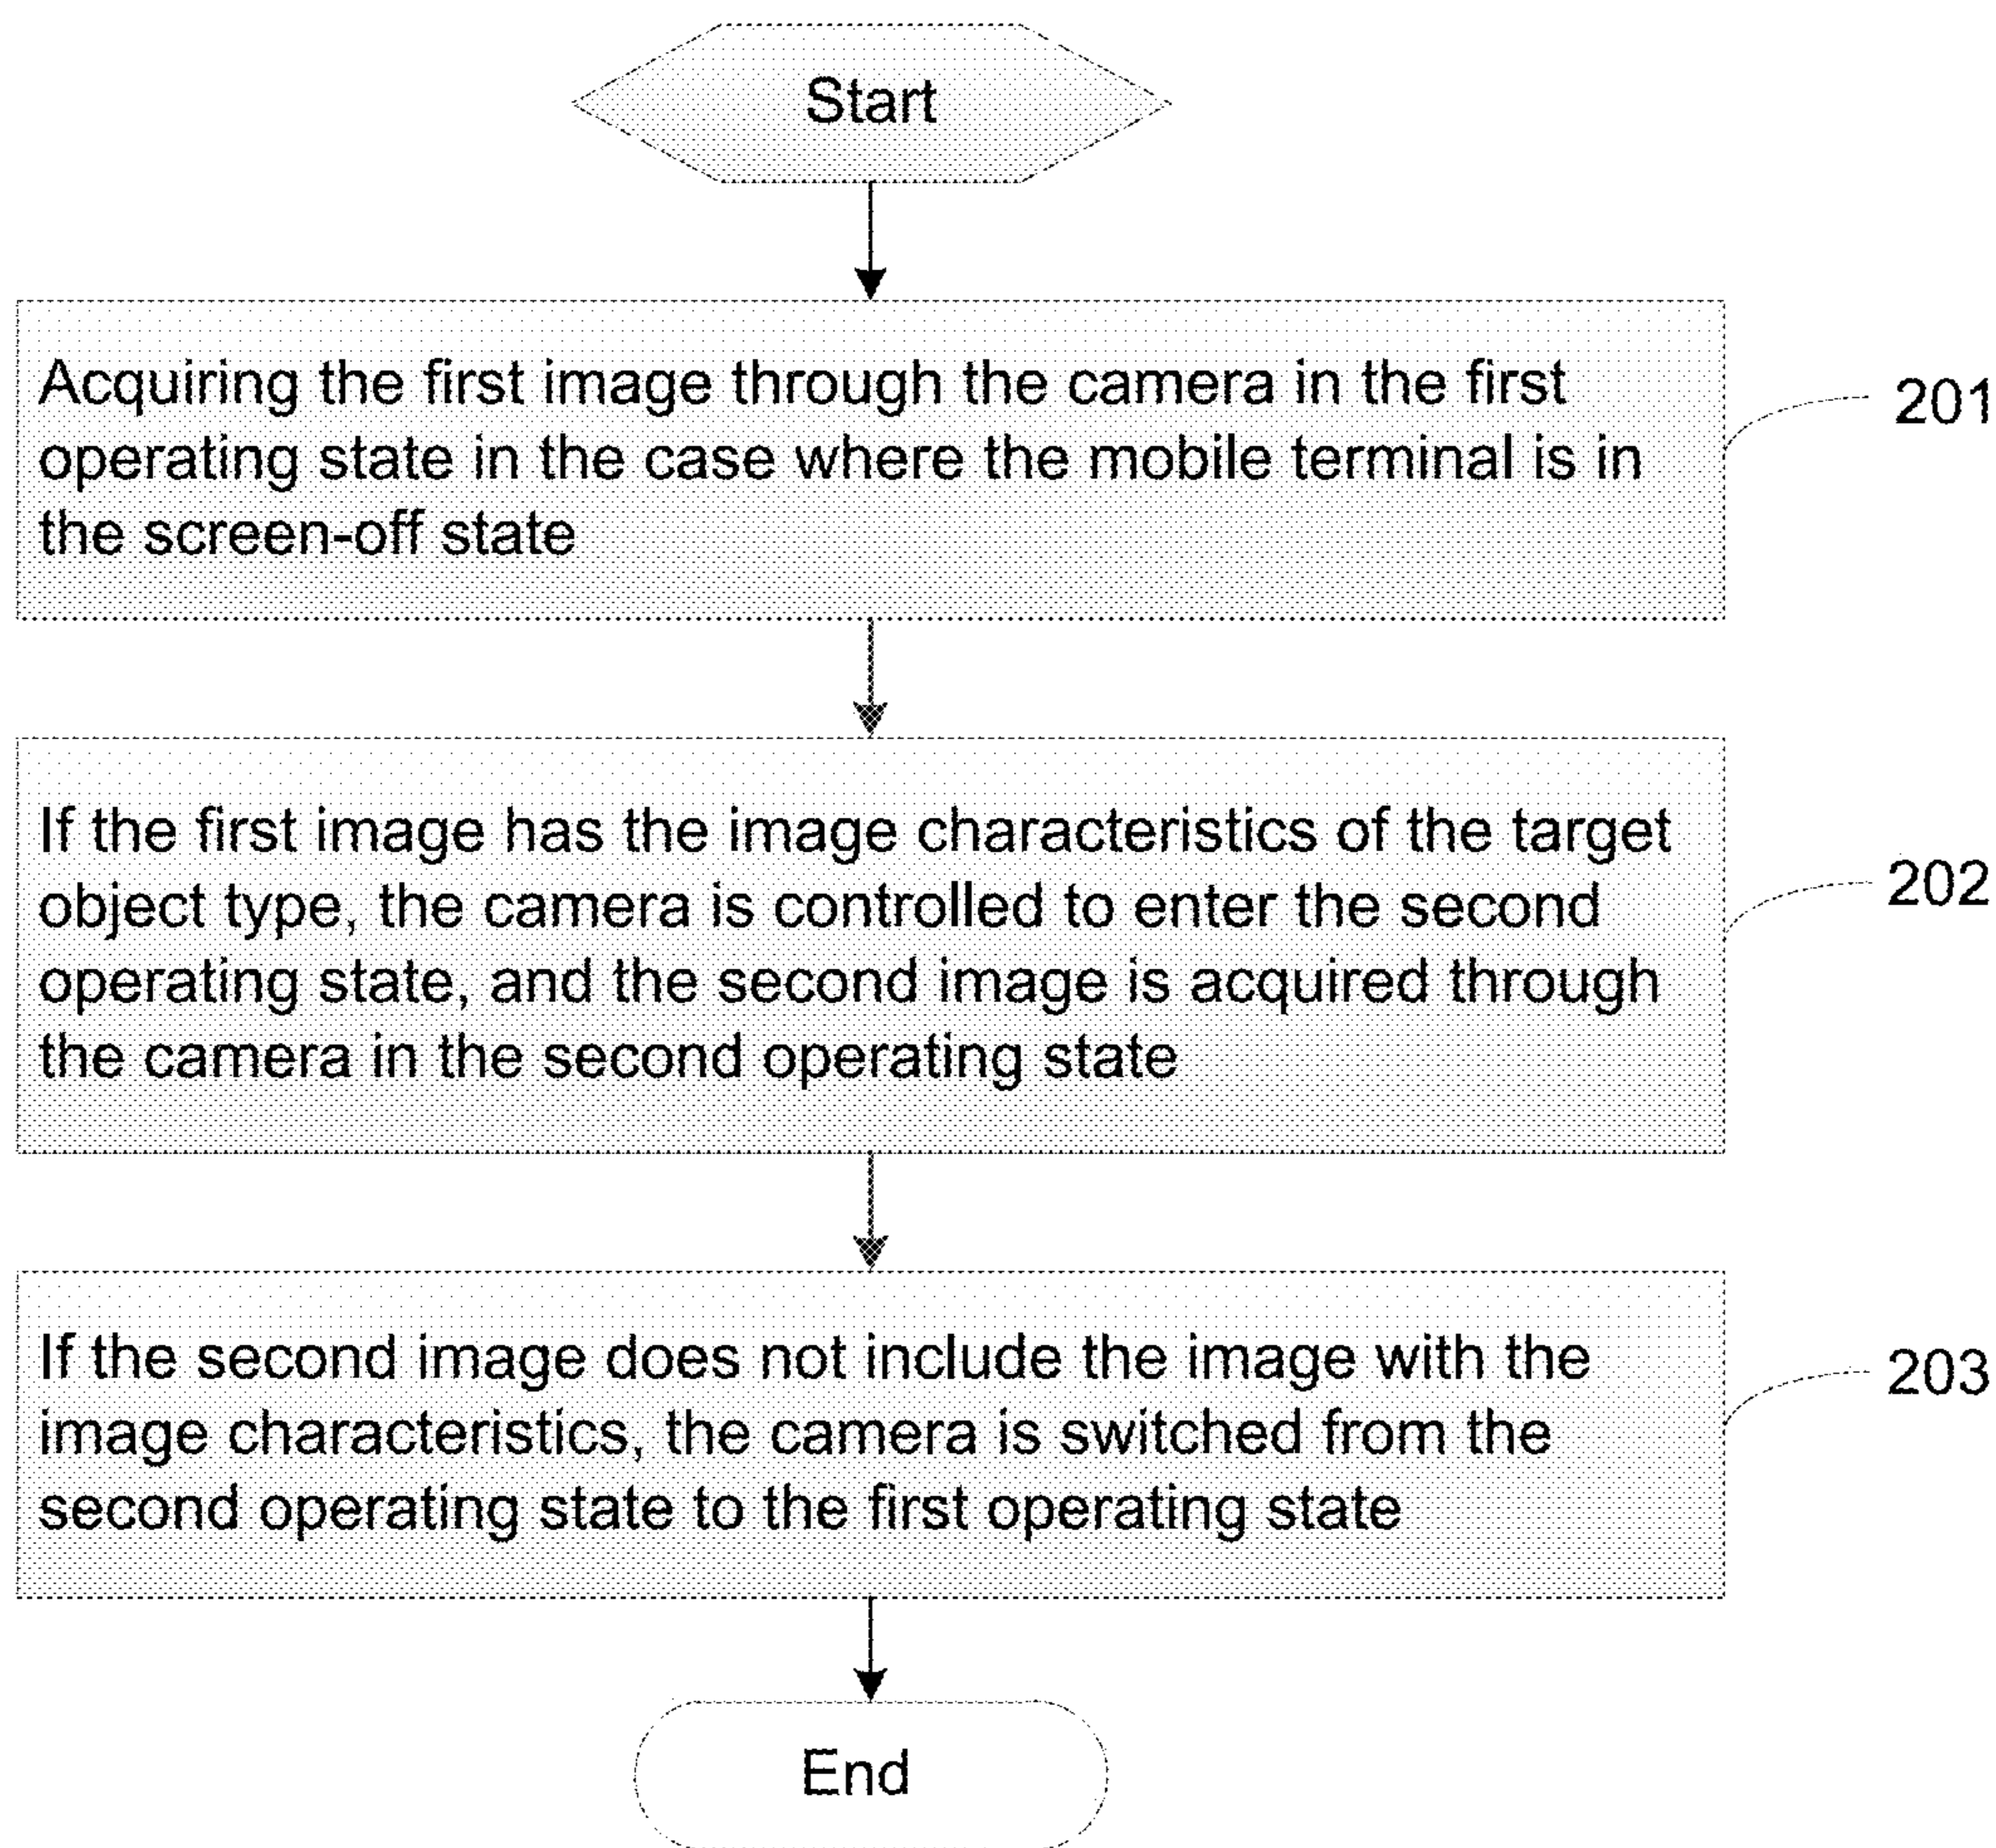 Start
Acquiring the first image through the camera in the first
operating state in the case where the mobile terminal is in
the screen-off state
201
If the first image has the image characteristics of the target
object type, the camera is controlled to enter the second
operating state, and the second image is acquired through
the camera in the second operating state
202
If the second image does not include the image with the
image characteristics, the camera is switched from the
second operating state to the first operating state
203
End